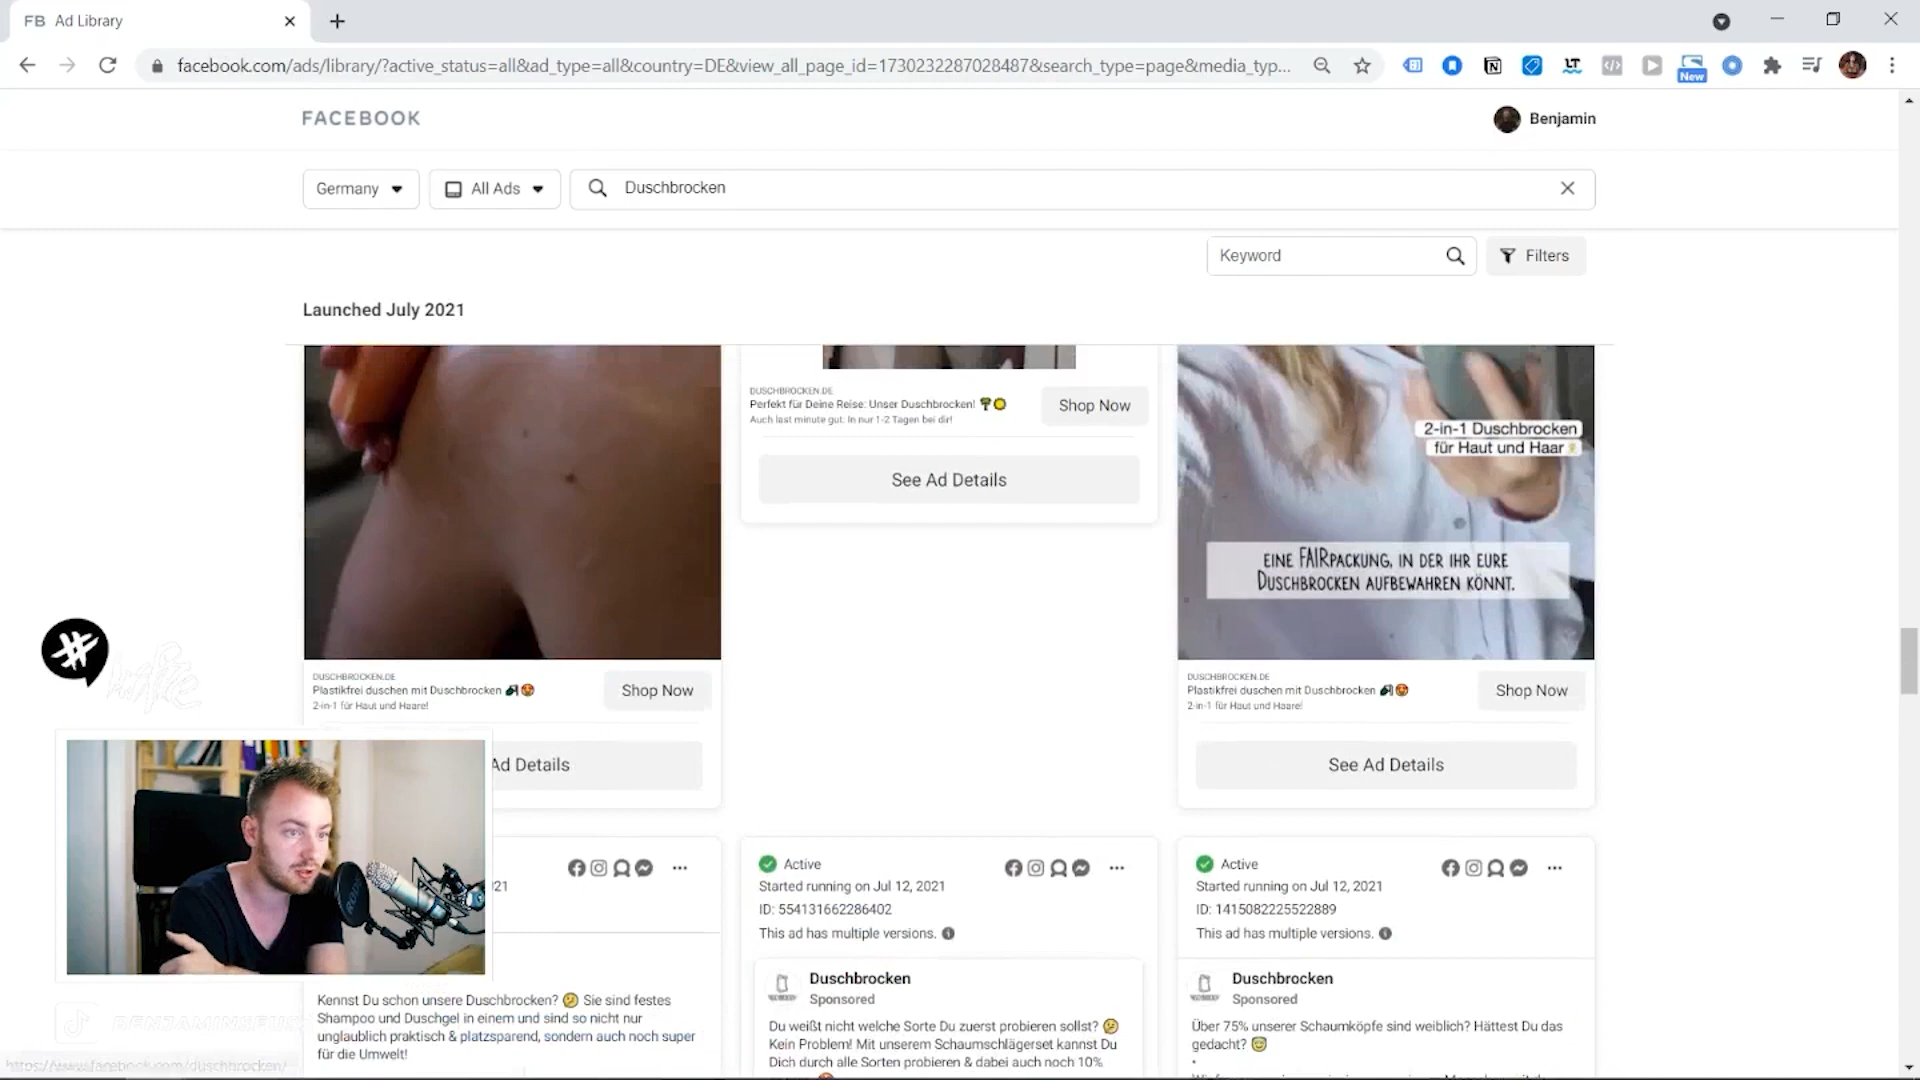 FB Ad Library
facebook.com/ads/library/?active_status=all&ad_type=all&country=DE&view_all_page_id=1730232287028487&search_type=page&media_typ...
New
FACEBOOK
Benjamin
Germany
All Ads
Duschbrocken
Keyword
Filters
Launched July 2021
DUSCHBROCKEN.DE
Perfekt für Deine Reise: Unser Duschbrocken! 🌴🌞
Auch last minute gut: In nur 1-2 Tagen bei dir!
Shop Now
See Ad Details
2-in-1 Duschbrocken
für Haut und Haar
EINE FAIRPACKUNG, IN DER IHR EURE
DUSCHBROCKEN AUFBEWAHREN KÖNNT.
DUSCHBROCKEN.DE
Plastikfrei duschen mit Duschbrocken
2-in-1 für Haut und Haare!
Shop Now
Ad Details
DUSCHBROCKEN.DE
Plastikfrei duschen mit Duschbrocken
2-in-1 für Haut und Haare!
Shop Now
See Ad Details
21
Kennst Du schon unsere Duschbrocken? 🤔 Sie sind festes
Shampoo und Duschgel in einem und sind so nicht nur
unglaublich praktisch & platzsparend, sondern auch noch super
für die Umwelt!
Active
Started running on Jul 12, 2021
ID: 554131662286402
This ad has multiple versions.
Duschbrocken
Sponsored
Du weißt nicht welche Sorte Du zuerst probieren sollst? 🤔
Kein Problem! Mit unserem Schaumschlägerset kannst Du
Dich durch alle Sorten probieren & dabei auch noch 10%
Active
Started running on Jul 12, 2021
ID: 1415082225522889
This ad has multiple versions.
Duschbrocken
Sponsored
Über 75% unserer Schaumköpfe sind weiblich? Hättest Du das
gedacht? 😇
https://www.facebook.com/duschbrocken/